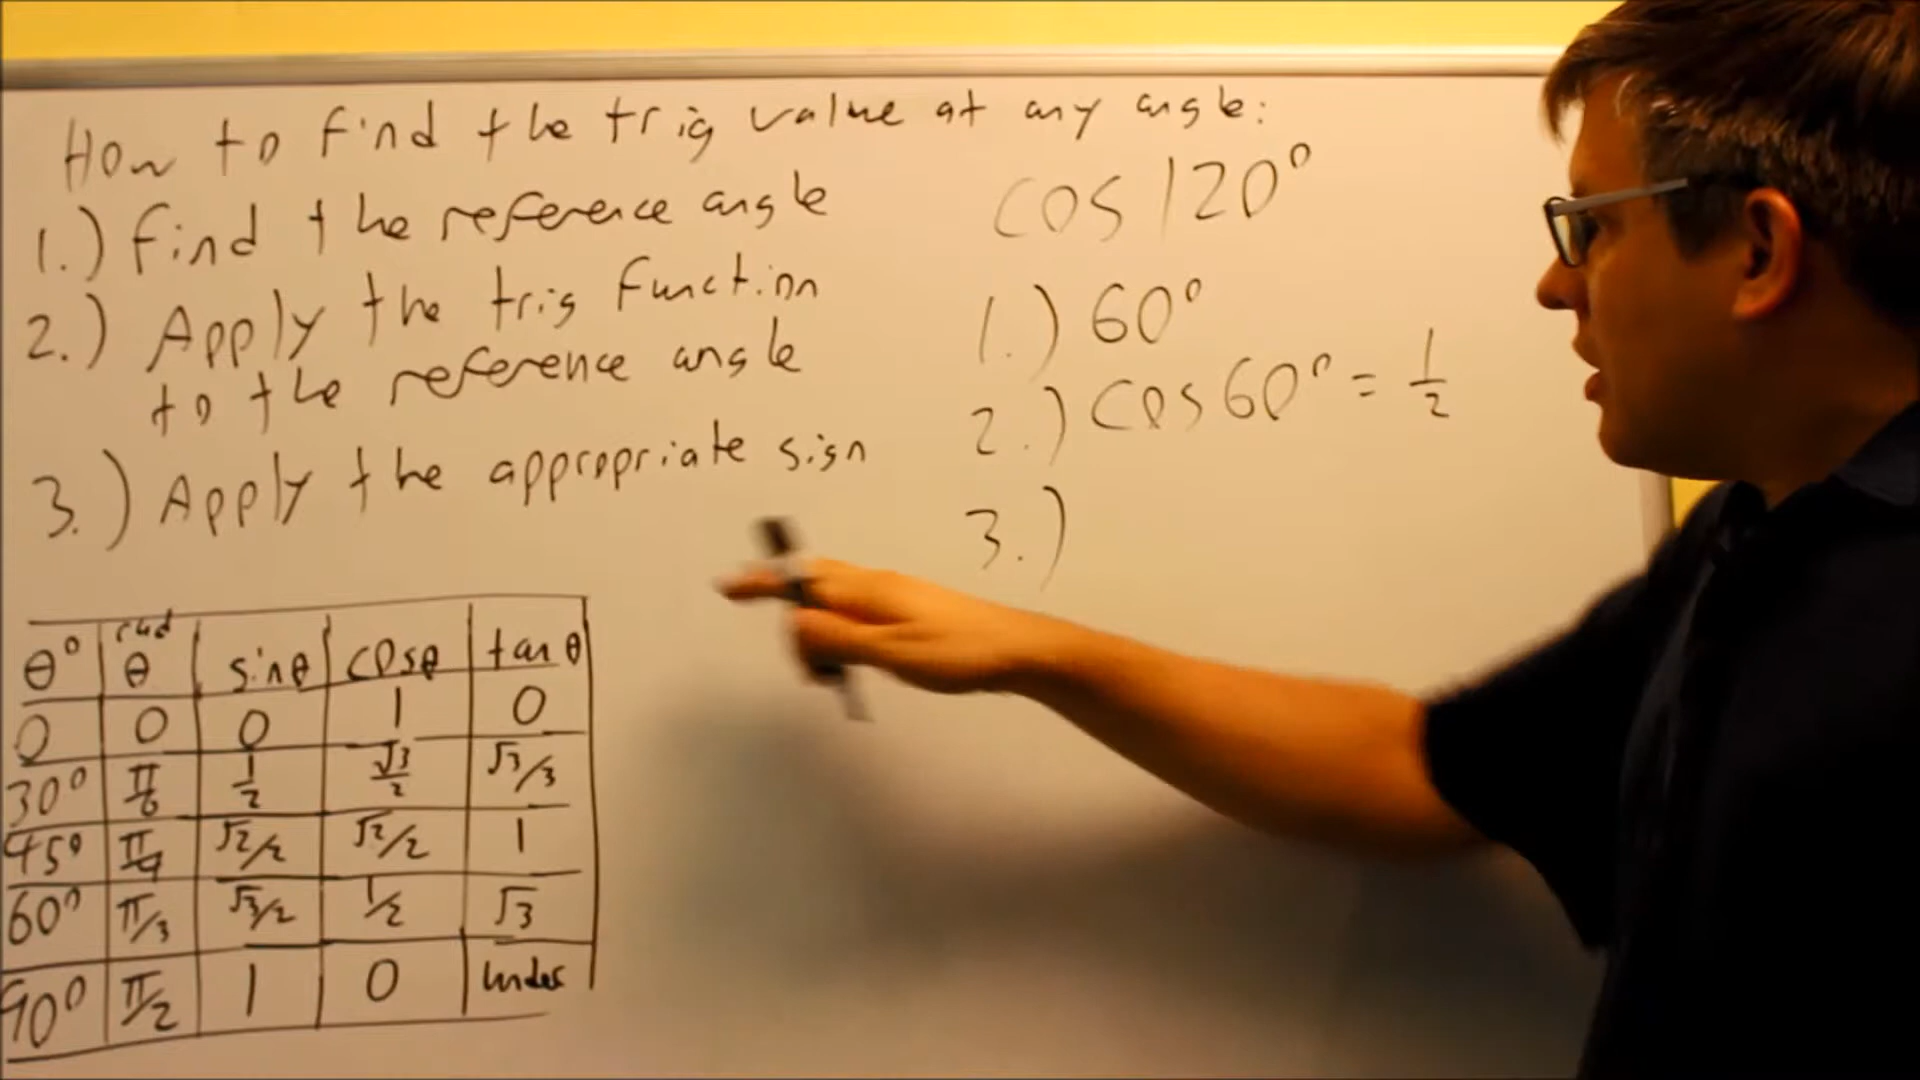 How to find the trig value at any angle:
1.) Find the reference angle
2.) Apply the trig function
to the reference angle
3.) Apply the appropriate sign
cos 120°
1.) 60°
2.) cos 60° = 1/2
3.)
θ° rad θ sinθ cosθ tanθ
0 0 0 1 0
30° π/6 1/2 √3/2 √3/3
45° π/4 √2/2 √2/2 1
60° π/3 √3/2 1/2 √3
90° π/2 1 0 undef